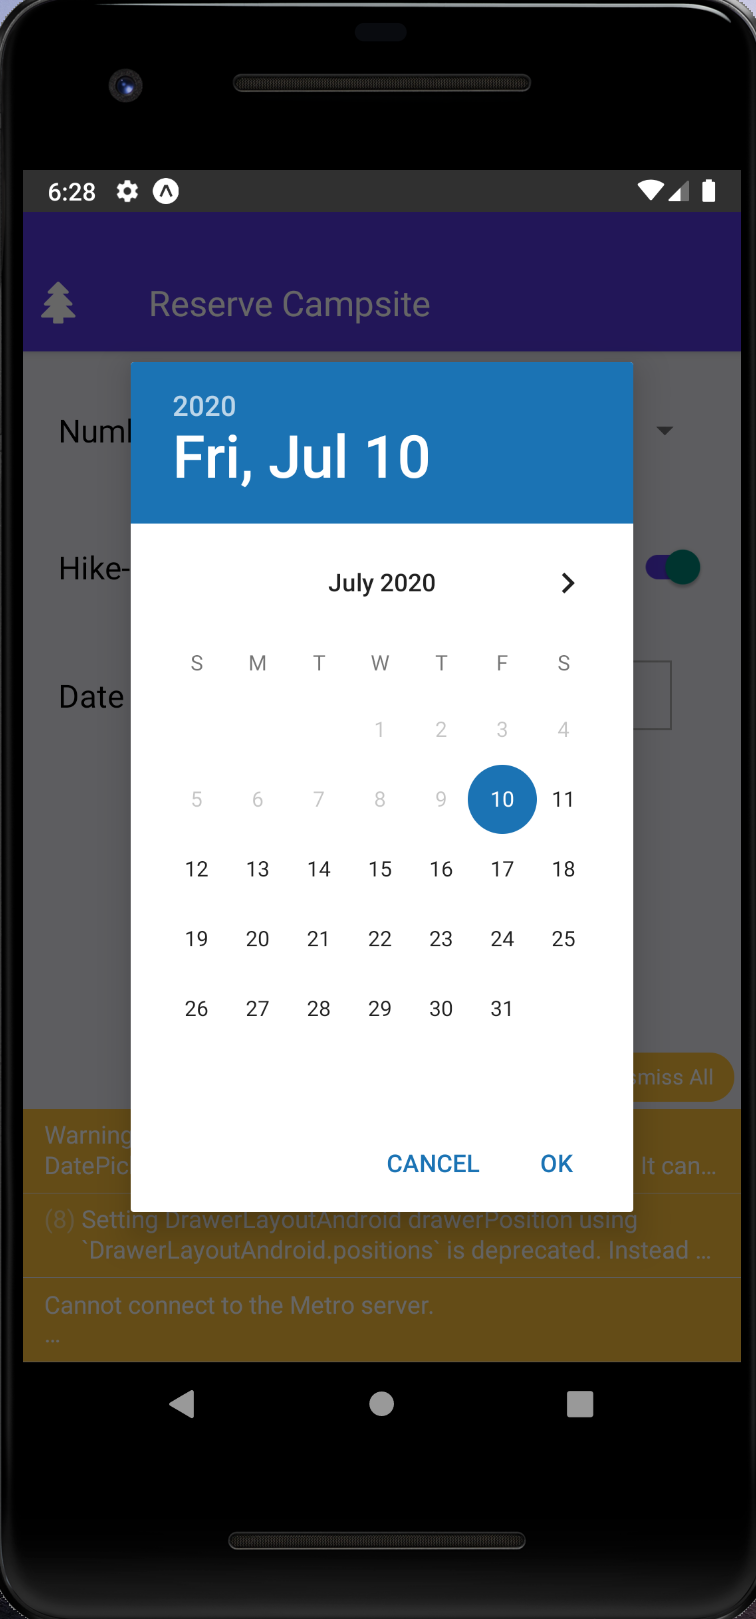 6:28
Reserve Campsite
2020
Fri, Jul 10
July 2020
S M T W T F S
1 2 3 4
5 6 7 8 9 10 11
12 13 14 15 16 17 18
19 20 21 22 23 24 25
26 27 28 29 30 31
Hike-
Date
CANCEL OK
miss All
Warning
DatePic It can…
(8) Setting DrawerLayoutAndroid drawerPosition using
`DrawerLayoutAndroid.positions` is deprecated. Instead …
Cannot connect to the Metro server.
…